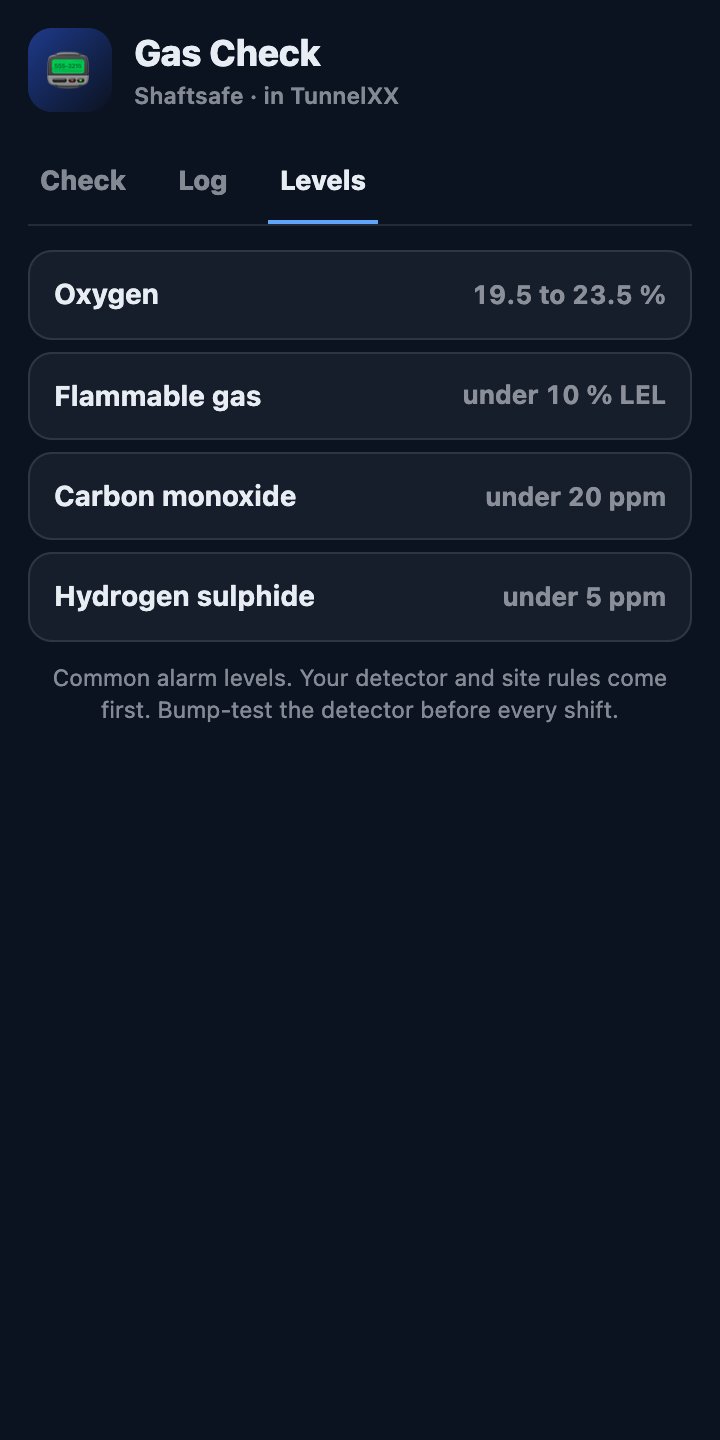 Gas Check
Shaftsafe · in TunnelXX
Check
Log
Levels
Oxygen
19.5 to 23.5 %
Flammable gas
under 10 % LEL
Carbon monoxide
under 20 ppm
Hydrogen sulphide
under 5 ppm
Common alarm levels. Your detector and site rules come
first. Bump-test the detector before every shift.